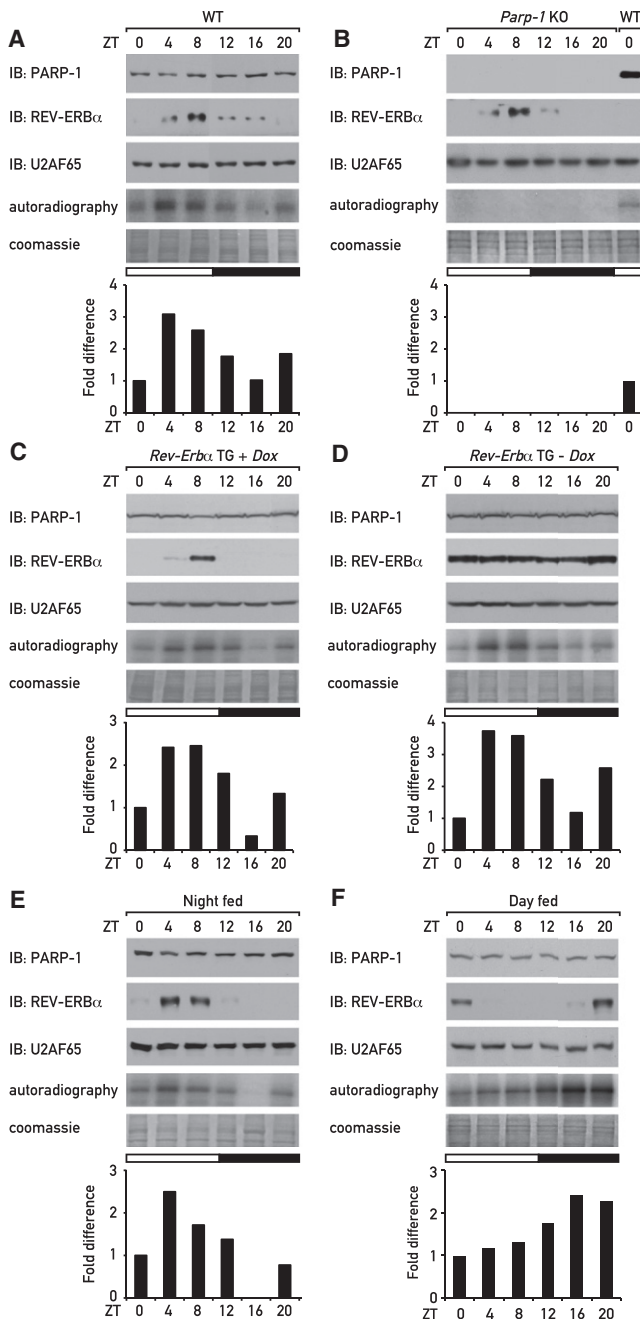 A
WT
ZT 0 4 8 12 16 20
IB: PARP-1
IB: REV-ERBα
IB: U2AF65
autoradiography
coomassie
Fold difference
4
3
2
1
0
ZT 0 4 8 12 16 20
B
Parp-1 KO WT
ZT 0 4 8 12 16 20 0
IB: PARP-1
IB: REV-ERBα
IB: U2AF65
autoradiography
coomassie
Fold difference
4
3
2
1
0
ZT 0 4 8 12 16 20 0
C
Rev-Erbα TG + Dox
ZT 0 4 8 12 16 20
IB: PARP-1
IB: REV-ERBα
IB: U2AF65
autoradiography
coomassie
Fold difference
3
2
1
0
ZT 0 4 8 12 16 20
D
Rev-Erbα TG - Dox
ZT 0 4 8 12 16 20
IB: PARP-1
IB: REV-ERBα
IB: U2AF65
autoradiography
coomassie
Fold difference
4
3
2
1
0
ZT 0 4 8 12 16 20
E
Night fed
ZT 0 4 8 12 16 20
IB: PARP-1
IB: REV-ERBα
IB: U2AF65
autoradiography
coomassie
Fold difference
3
2
1
0
ZT 0 4 8 12 16 20
F
Day fed
ZT 0 4 8 12 16 20
IB: PARP-1
IB: REV-ERBα
IB: U2AF65
autoradiography
coomassie
Fold difference
3
2
1
0
ZT 0 4 8 12 16 20